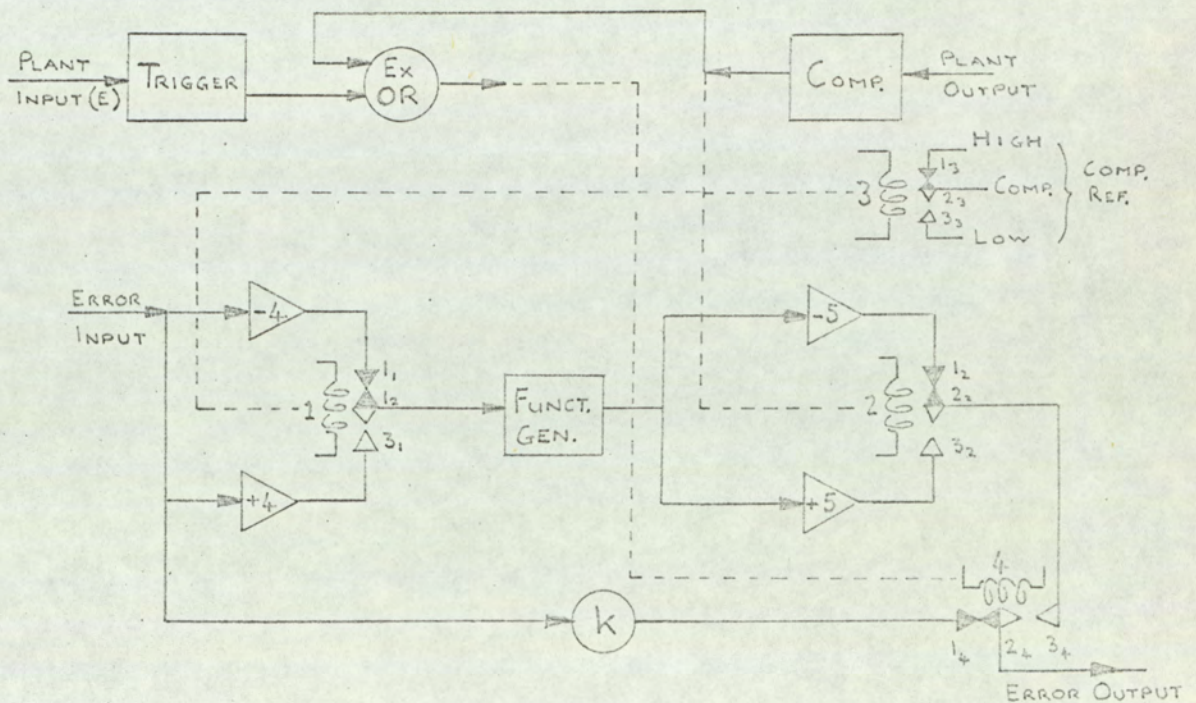 PLANT
INPUT (E)
TRIGGER
EX
OR
COMP.
PLANT
OUTPUT
HIGH
1₃
3
2₃
COMP.
3₃
LOW
COMP.
REF.
ERROR
INPUT
-4
1₁
1
1₂
3₁
+4
FUNCT.
GEN.
-5
1₂
2
2₂
3₂
+5
4
k
1₄
2₄
3₄
ERROR OUTPUT